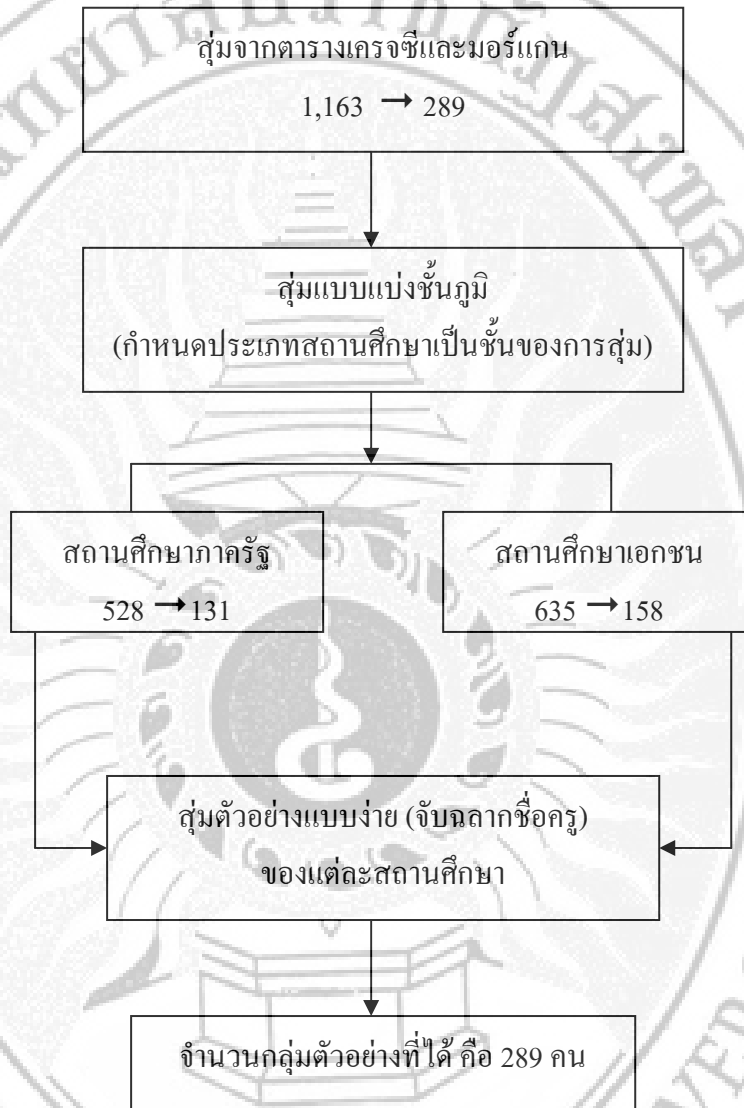 สุ่มจากตารางเครจซีและมอร์แกน
1,163 → 289
สุ่มแบบแบ่งชั้นภูมิ
(กำหนดประเภทสถานศึกษาเป็นชั้นของการสุ่ม)
สถานศึกษาภาครัฐ
528 → 131
สถานศึกษาเอกชน
635 → 158
สุ่มตัวอย่างแบบง่าย (จับฉลากชื่อครู)
ของแต่ละสถานศึกษา
จำนวนกลุ่มตัวอย่างที่ได้ คือ 289 คน